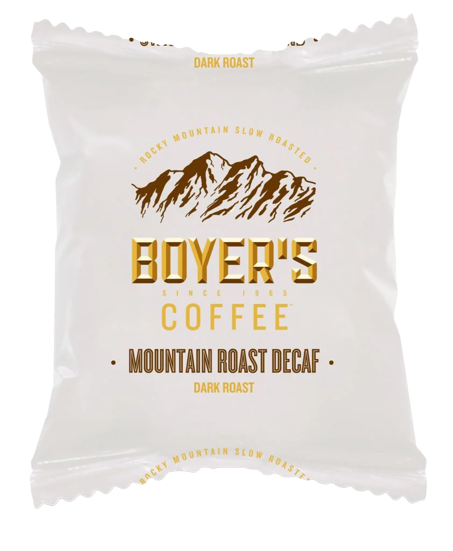 DARK ROAST
• ROCKY MOUNTAIN SLOW ROASTED •
BOYER'S
SINCE 1965
COFFEE
• MOUNTAIN ROAST DECAF •
DARK ROAST
ROCKY MOUNTAIN SLOW ROASTED